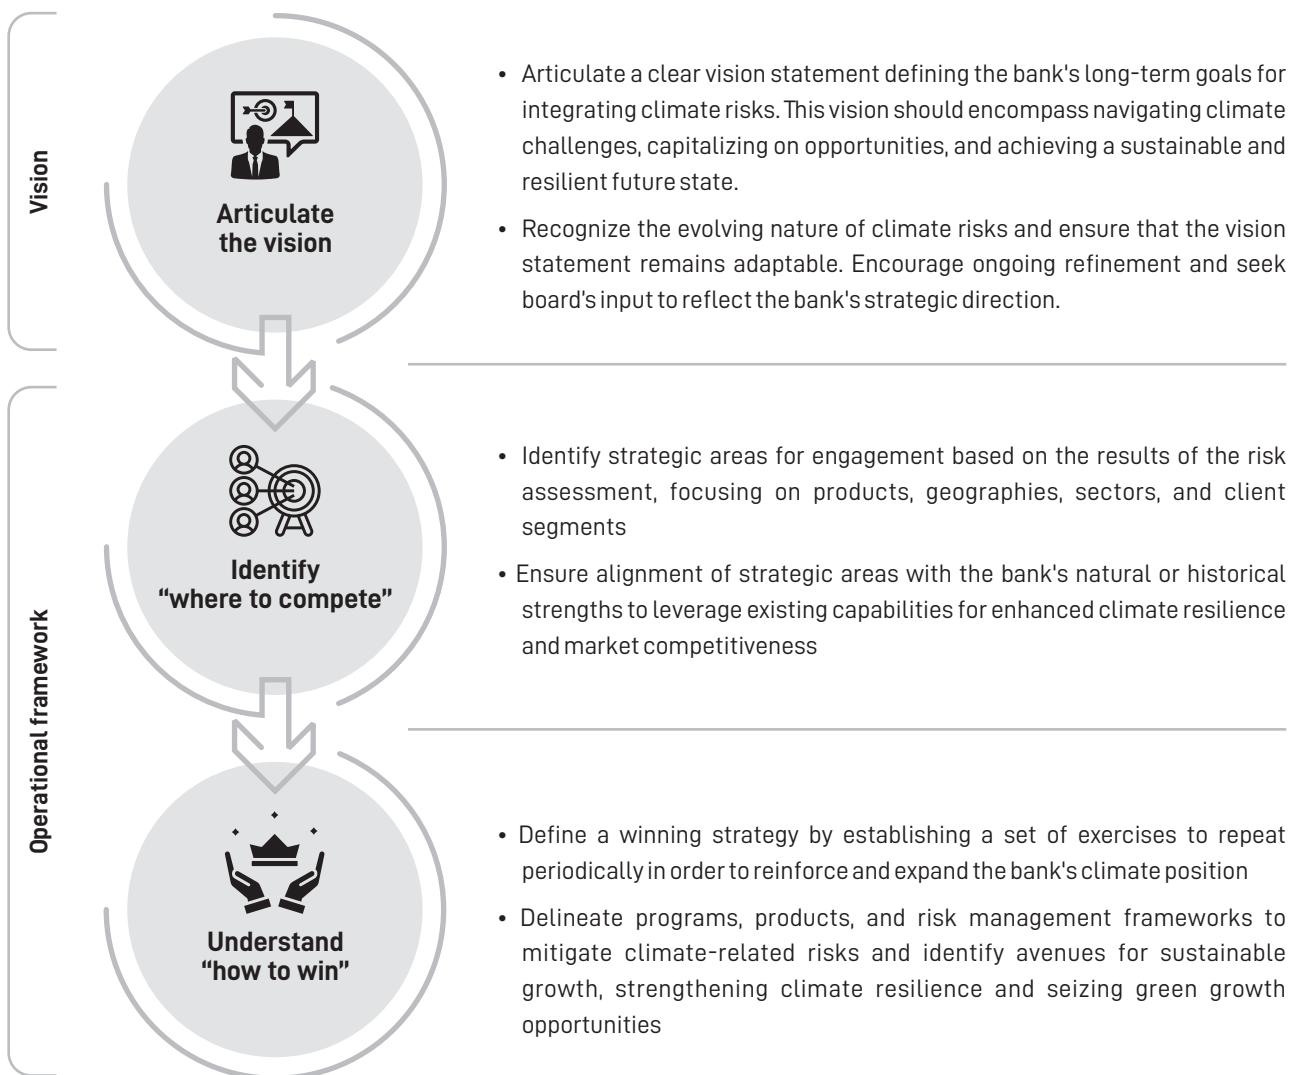 Vision
Articulate
the vision
• Articulate a clear vision statement defining the bank's long-term goals for
integrating climate risks. This vision should encompass navigating climate
challenges, capitalizing on opportunities, and achieving a sustainable and
resilient future state.
• Recognize the evolving nature of climate risks and ensure that the vision
statement remains adaptable. Encourage ongoing refinement and seek
board's input to reflect the bank's strategic direction.
Operational framework
Identify
“where to compete”
• Identify strategic areas for engagement based on the results of the risk
assessment, focusing on products, geographies, sectors, and client
segments
• Ensure alignment of strategic areas with the bank's natural or historical
strengths to leverage existing capabilities for enhanced climate resilience
and market competitiveness
Understand
“how to win”
• Define a winning strategy by establishing a set of exercises to repeat
periodically in order to reinforce and expand the bank's climate position
• Delineate programs, products, and risk management frameworks to
mitigate climate-related risks and identify avenues for sustainable
growth, strengthening climate resilience and seizing green growth
opportunities